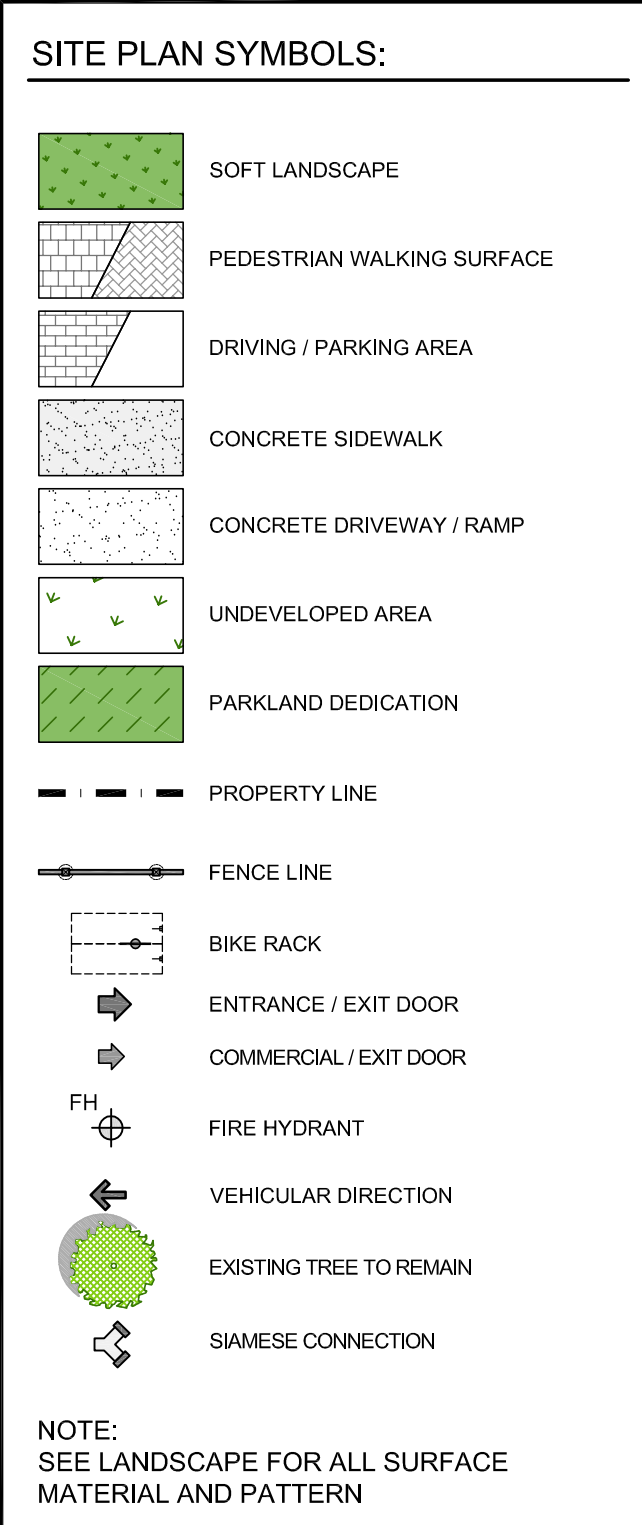 SITE PLAN SYMBOLS:
SOFT LANDSCAPE
PEDESTRIAN WALKING SURFACE
DRIVING / PARKING AREA
CONCRETE SIDEWALK
CONCRETE DRIVEWAY / RAMP
UNDEVELOPED AREA
PARKLAND DEDICATION
PROPERTY LINE
FENCE LINE
BIKE RACK
ENTRANCE / EXIT DOOR
COMMERCIAL / EXIT DOOR
FH
FIRE HYDRANT
VEHICULAR DIRECTION
EXISTING TREE TO REMAIN
SIAMESE CONNECTION
NOTE:
SEE LANDSCAPE FOR ALL SURFACE
MATERIAL AND PATTERN